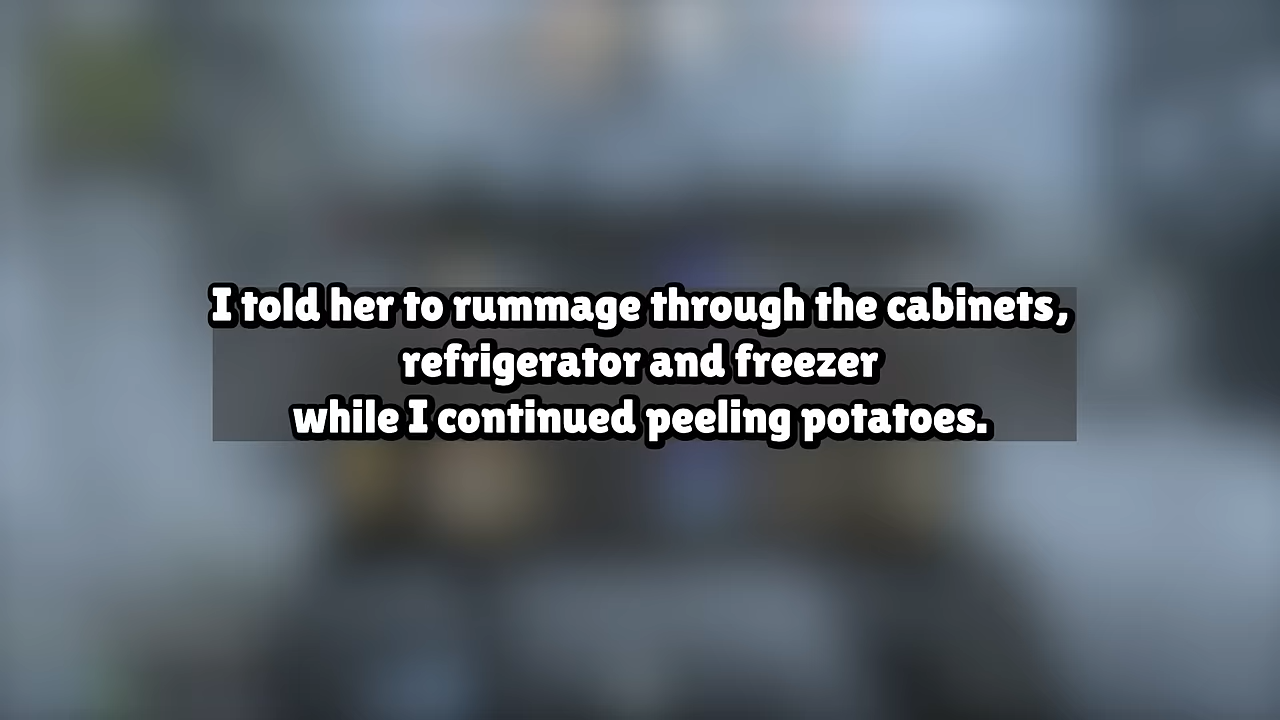 I told her to rummage through the cabinets,
refrigerator and freezer
while I continued peeling potatoes.